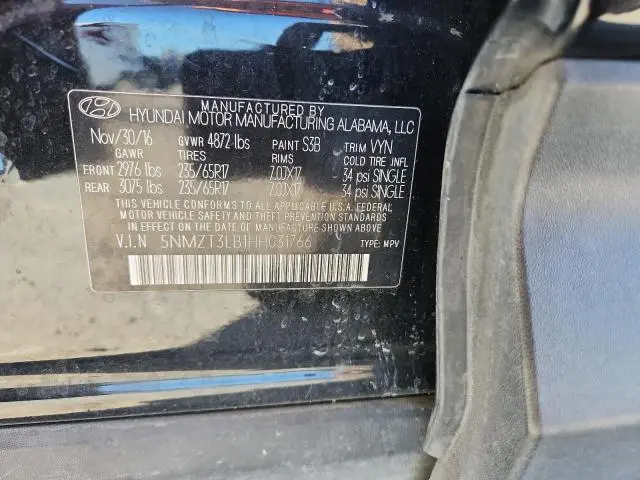 MANUFACTURED BY
HYUNDAI MOTOR MANUFACTURING ALABAMA, LLC
Nov/30/16 GVWR 4872 lbs PAINT S3B TRIM VYN
GAWR TIRES RIMS COLD TIRE INFL.
FRONT 2976 lbs 235/65R17 7.0JX17 34 psi SINGLE
REAR 3075 lbs 235/65R17 7.0JX17 34 psi SINGLE
THIS VEHICLE CONFORMS TO ALL APPLICABLE U.S.A. FEDERAL
MOTOR VEHICLE SAFETY AND THEFT PREVENTION STANDARDS
IN EFFECT ON THE DATE OF MANUFACTURE SHOWN ABOVE.
V.I.N 5NMZT3LB1HH031766 TYPE: MPV